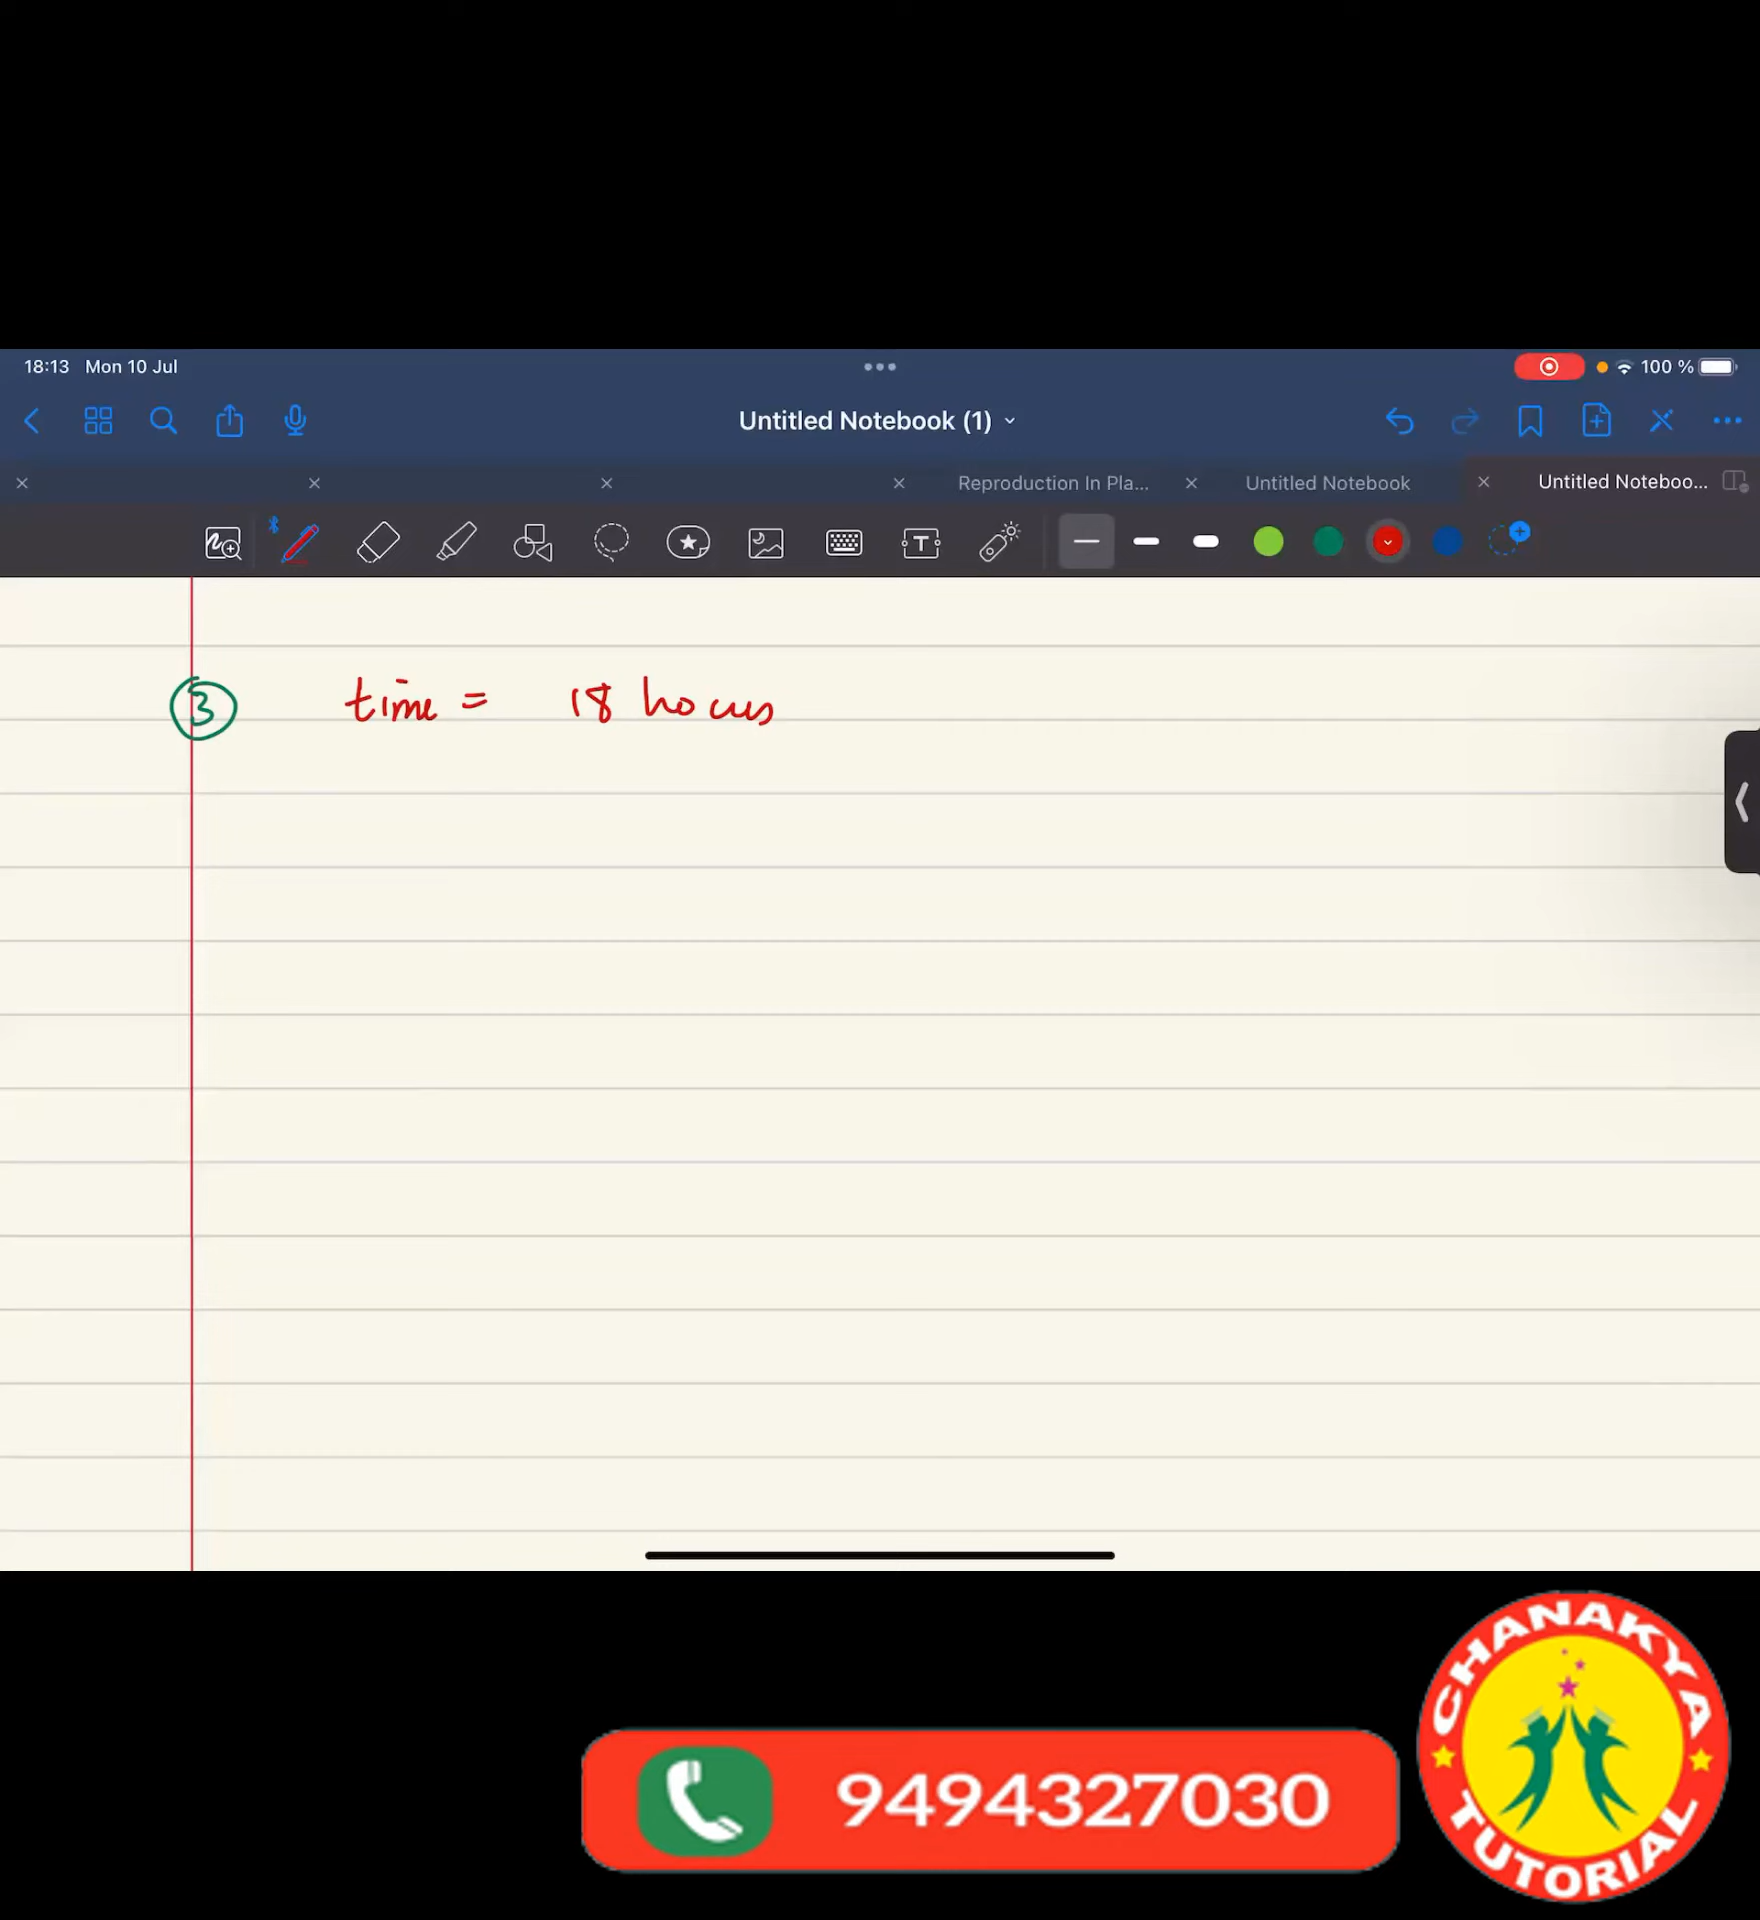 18:13 Mon 10 Jul
100 %
Untitled Notebook (1)
Reproduction In Pla...
Untitled Notebook
Untitled Noteboo...
T
3 time = 18 hours
CHANAKYA
9494327030
TUTORIAL